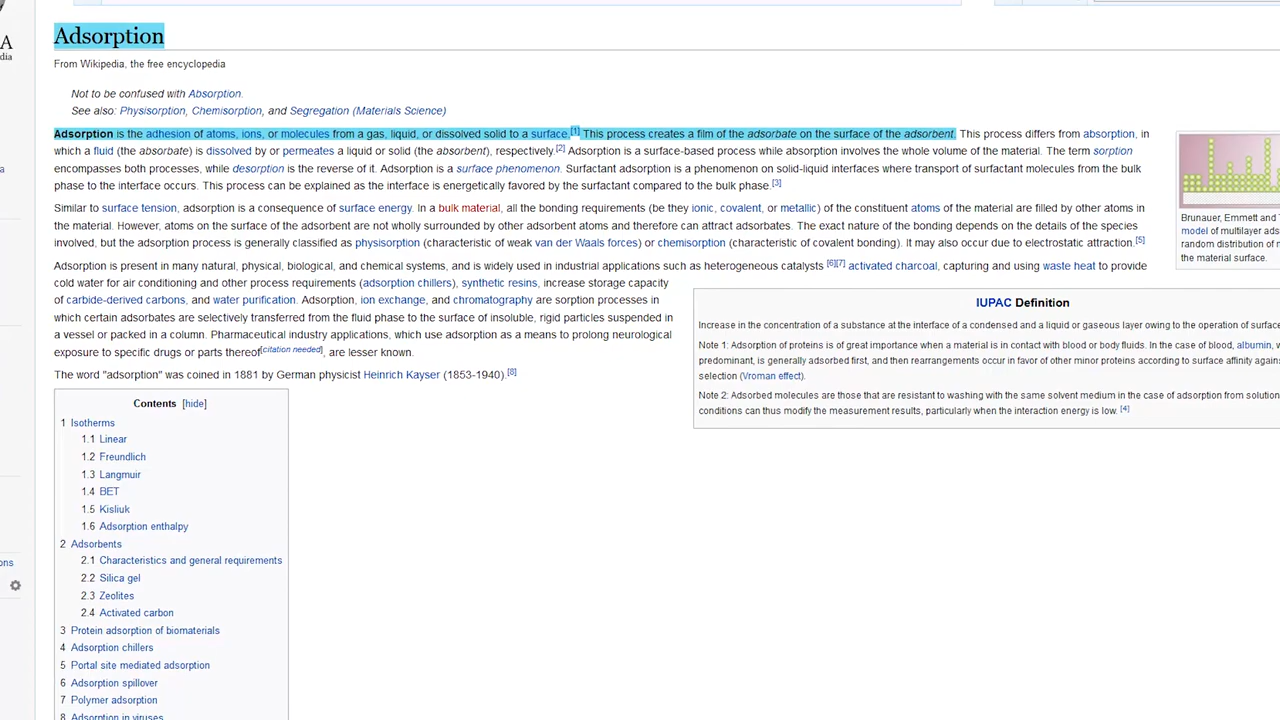 A
dia
a
ons
Adsorption
From Wikipedia, the free encyclopedia
Not to be confused with Absorption.
See also: Physisorption, Chemisorption, and Segregation (Materials Science)
Adsorption is the adhesion of atoms, ions, or molecules from a gas, liquid, or dissolved solid to a surface.[1] This process creates a film of the adsorbate on the surface of the adsorbent. This process differs from absorption, in
which a fluid (the absorbate) is dissolved by or permeates a liquid or solid (the absorbent), respectively.[2] Adsorption is a surface-based process while absorption involves the whole volume of the material. The term sorption
encompasses both processes, while desorption is the reverse of it. Adsorption is a surface phenomenon. Surfactant adsorption is a phenomenon on solid-liquid interfaces where transport of surfactant molecules from the bulk
phase to the interface occurs. This process can be explained as the interface is energetically favored by the surfactant compared to the bulk phase.[3]
Similar to surface tension, adsorption is a consequence of surface energy. In a bulk material, all the bonding requirements (be they ionic, covalent, or metallic) of the constituent atoms of the material are filled by other atoms in
the material. However, atoms on the surface of the adsorbent are not wholly surrounded by other adsorbent atoms and therefore can attract adsorbates. The exact nature of the bonding depends on the details of the species
involved, but the adsorption process is generally classified as physisorption (characteristic of weak van der Waals forces) or chemisorption (characteristic of covalent bonding). It may also occur due to electrostatic attraction.[5]
Adsorption is present in many natural, physical, biological, and chemical systems, and is widely used in industrial applications such as heterogeneous catalysts [6][7] activated charcoal, capturing and using waste heat to provide
cold water for air conditioning and other process requirements (adsorption chillers), synthetic resins, increase storage capacity
of carbide-derived carbons, and water purification. Adsorption, ion exchange, and chromatography are sorption processes in
which certain adsorbates are selectively transferred from the fluid phase to the surface of insoluble, rigid particles suspended in
a vessel or packed in a column. Pharmaceutical industry applications, which use adsorption as a means to prolong neurological
exposure to specific drugs or parts thereof[citation needed], are lesser known.
The word "adsorption" was coined in 1881 by German physicist Heinrich Kayser (1853-1940).[8]
Brunauer, Emmett and T
model of multilayer ads
random distribution of m
the material surface.
IUPAC Definition
Increase in the concentration of a substance at the interface of a condensed and a liquid or gaseous layer owing to the operation of surface
Note 1: Adsorption of proteins is of great importance when a material is in contact with blood or body fluids. In the case of blood, albumin, w
predominant, is generally adsorbed first, and then rearrangements occur in favor of other minor proteins according to surface affinity agains
selection (Vroman effect).
Note 2: Adsorbed molecules are those that are resistant to washing with the same solvent medium in the case of adsorption from solution
conditions can thus modify the measurement results, particularly when the interaction energy is low. [4]
Contents [hide]
1 Isotherms
1.1 Linear
1.2 Freundlich
1.3 Langmuir
1.4 BET
1.5 Kisliuk
1.6 Adsorption enthalpy
2 Adsorbents
2.1 Characteristics and general requirements
2.2 Silica gel
2.3 Zeolites
2.4 Activated carbon
3 Protein adsorption of biomaterials
4 Adsorption chillers
5 Portal site mediated adsorption
6 Adsorption spillover
7 Polymer adsorption
8 Adsorption in viruses